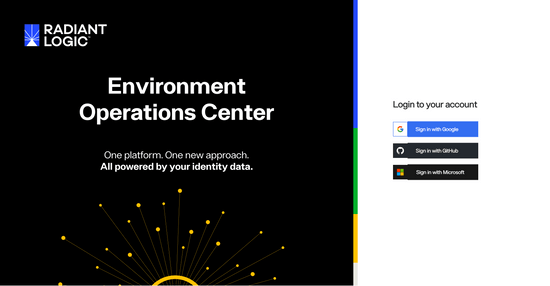 RADIANT
LOGIC
Environment
Operations Center
One platform. One new approach.
All powered by your identity data.
Login to your account
Sign in with Google
Sign in with GitHub
Sign in with Microsoft